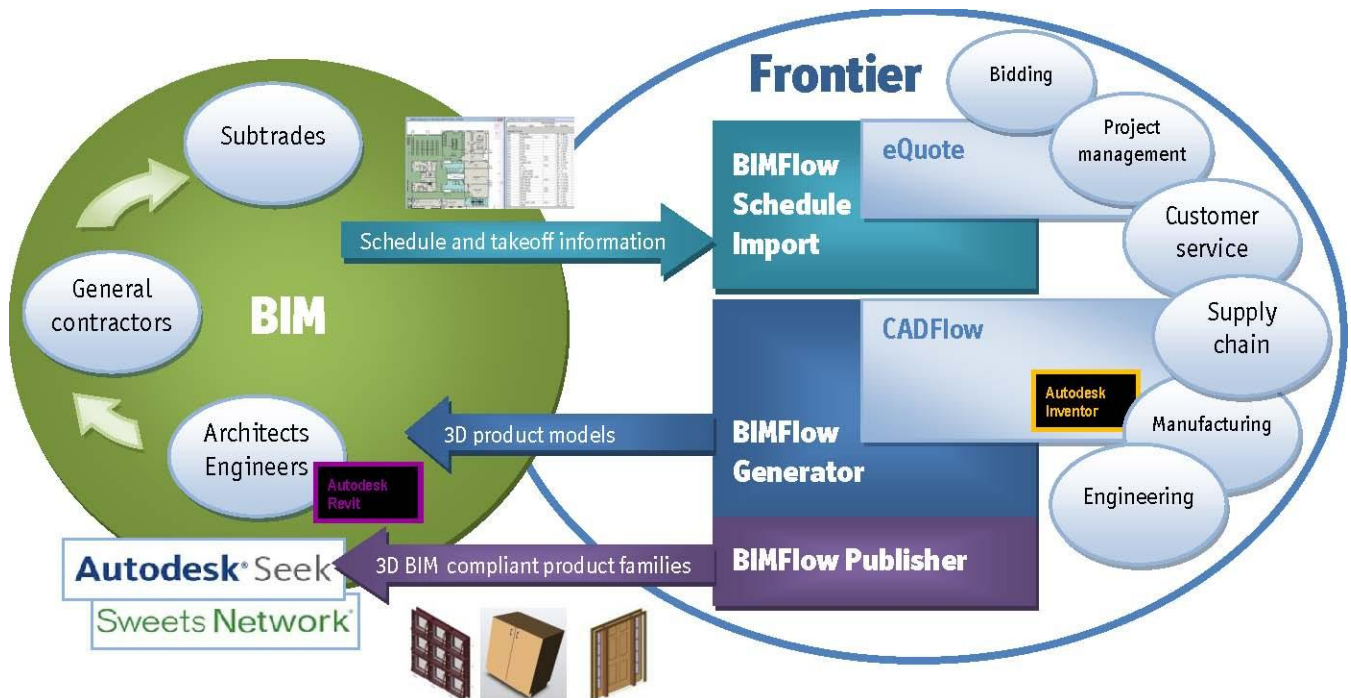 Frontier
Bidding
Subtrades
eQuote
Project
management
BIMFlow
Schedule
Import
Schedule and takeoff information
Customer
service
General
contractors
BIM
Supply
chain
CADFlow
Autodesk
Inventor
Architects
Engineers
Autodesk
Revit
3D product models
BIMFlow
Generator
Manufacturing
Engineering
Autodesk® Seek
Sweets Network®
3D BIM compliant product families
BIMFlow Publisher